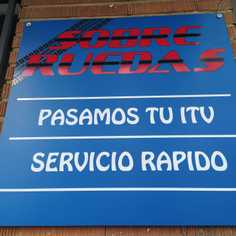 SOBRE
RUEDAS
PASAMOS TU ITV
SERVICIO RAPIDO